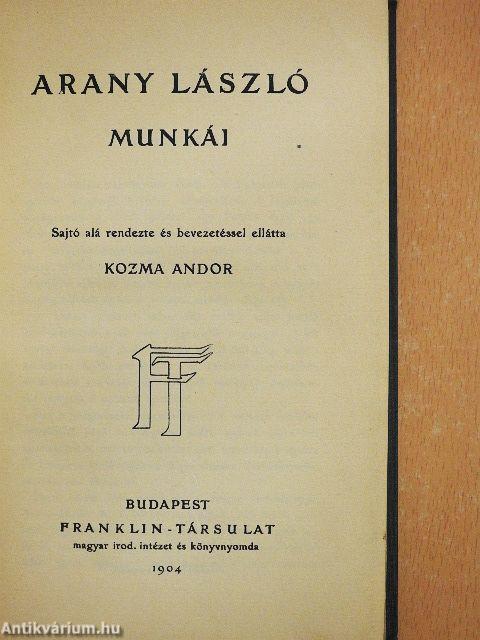 ARANY LÁSZLÓ
MUNKÁI
Sajtó alá rendezte és bevezetéssel ellátta
KOZMA ANDOR
FT
BUDAPEST
FRANKLIN-TÁRSULAT
magyar irod. intézet és könyvnyomda
1904
Antikvárium.hu